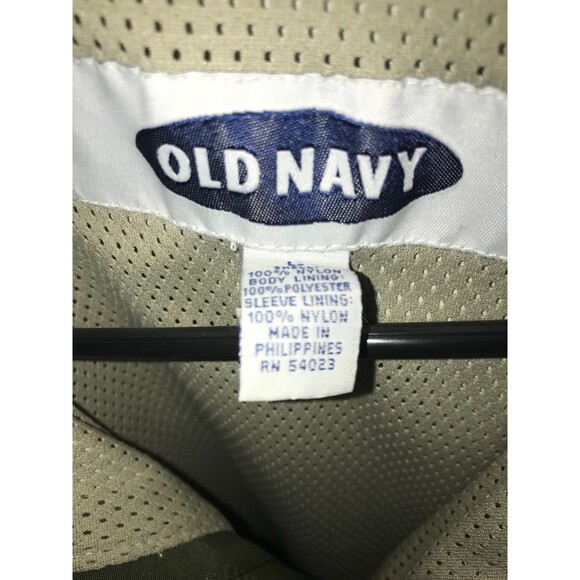 OLD NAVY
100% NYLON
BODY LINING:
100% POLYESTER
SLEEVE LINING:
100% NYLON
MADE IN
PHILIPPINES
RN 54023